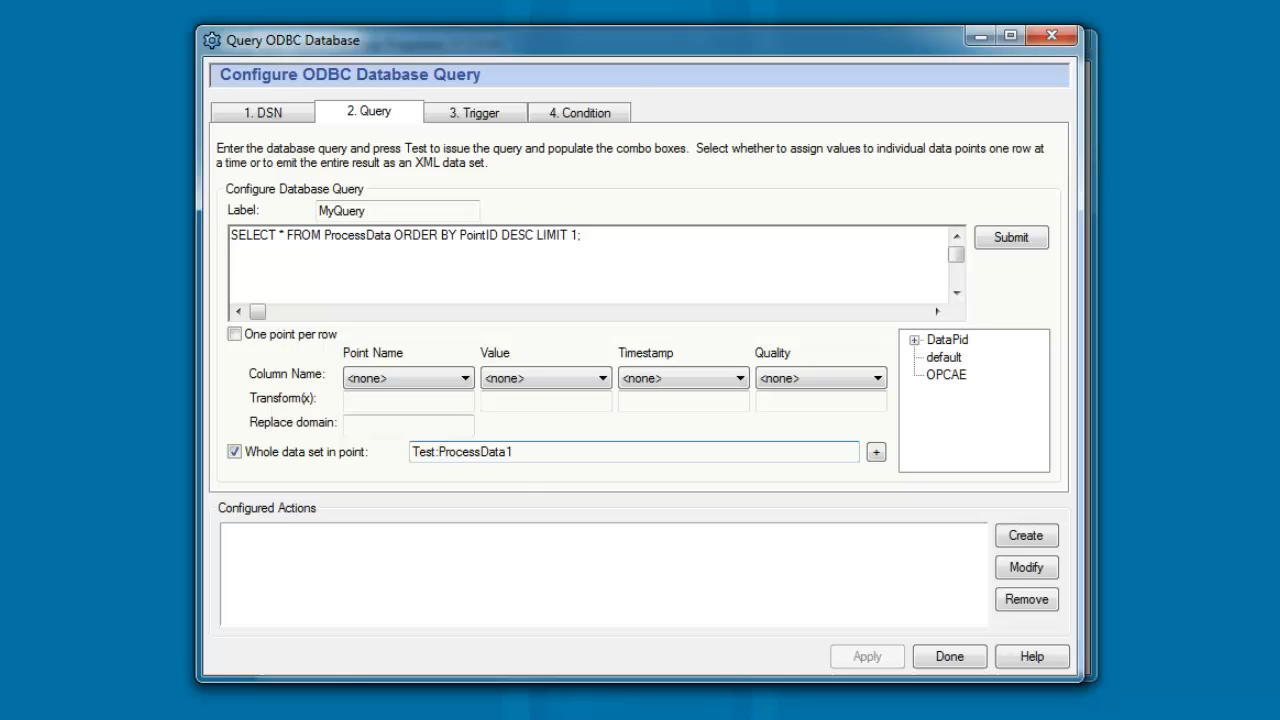 Query ODBC Database
Configure ODBC Database Query
1. DSN
2. Query
3. Trigger
4. Condition
Enter the database query and press Test to issue the query and populate the combo boxes. Select whether to assign values to individual data points one row at
a time or to emit the entire result as an XML data set.
Configure Database Query
Label:
MyQuery
SELECT * FROM ProcessData ORDER BY PointID DESC LIMIT 1;
Submit
One point per row
Point Name
Value
Timestamp
Quality
Column Name:
<none>
<none>
<none>
<none>
Transform(x):
Replace domain:
Whole data set in point:
Test:ProcessData1
+
DataPid
default
OPCAE
Configured Actions
Create
Modify
Remove
Apply
Done
Help